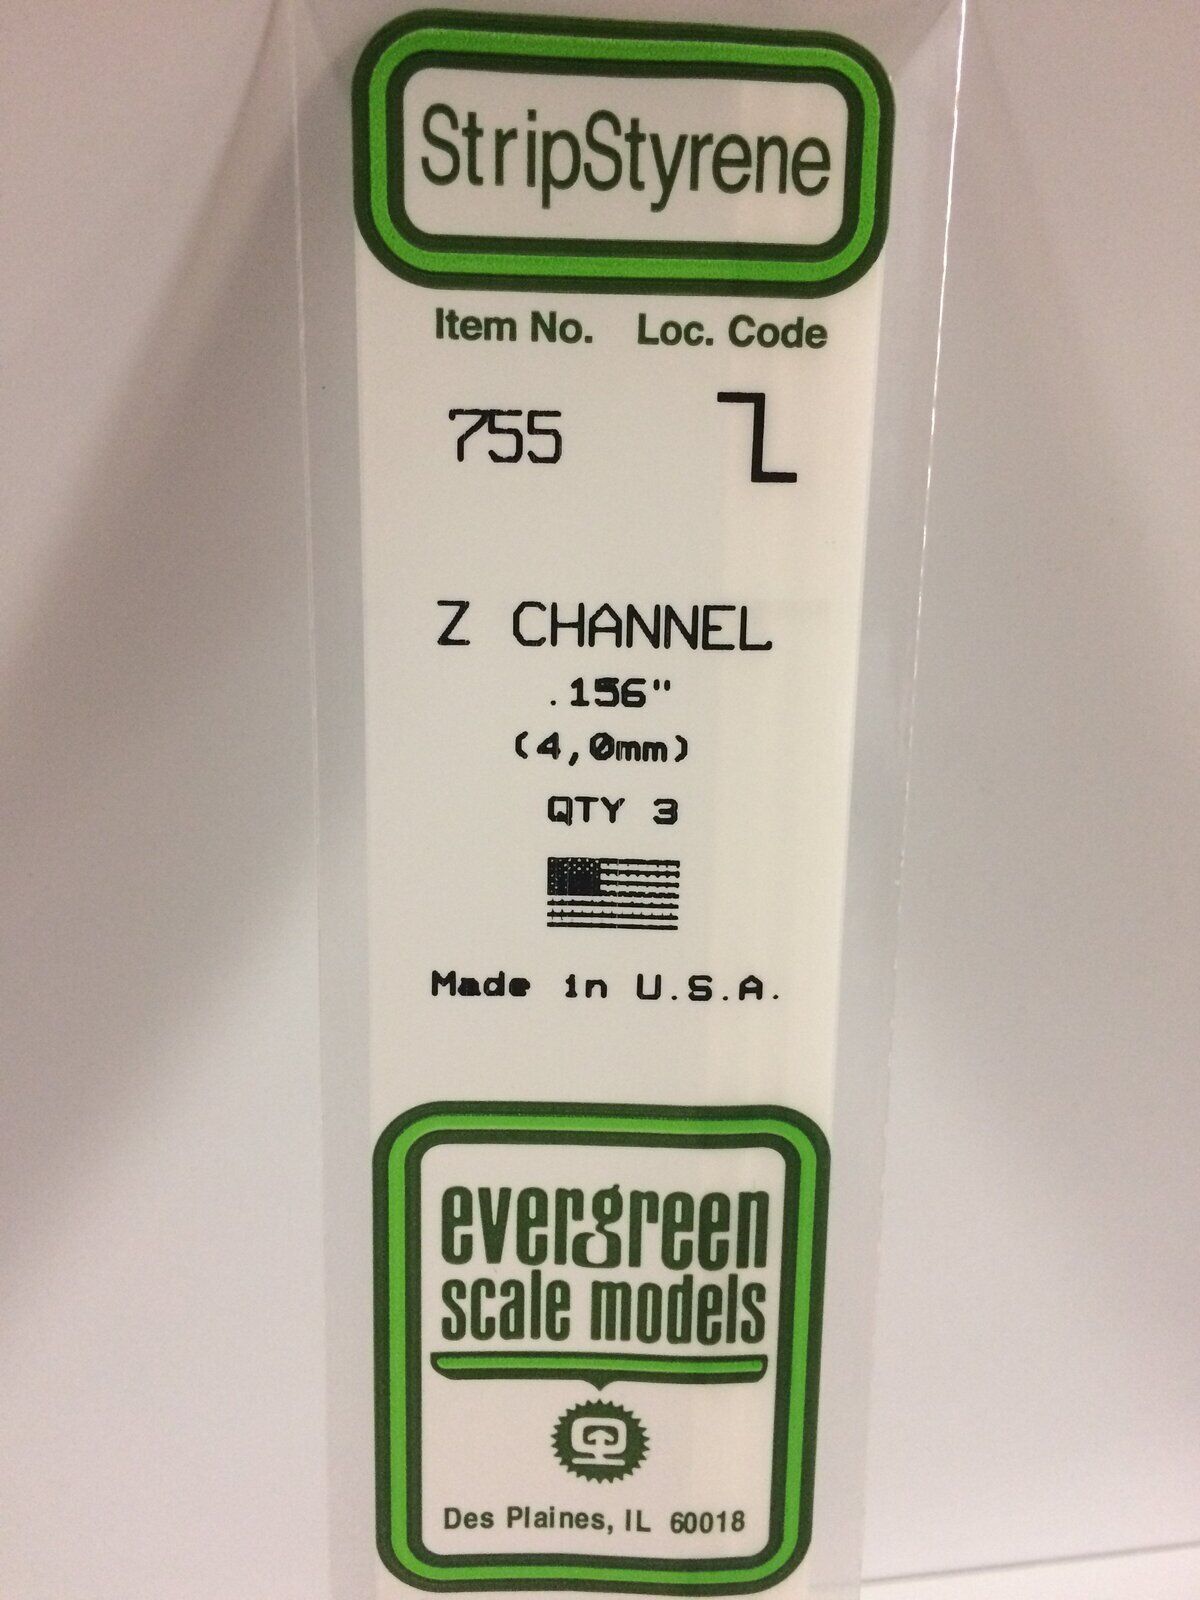 StripStyrene
Item No. Loc. Code
755
Z CHANNEL
.156"
(4,0mm)
QTY 3
Made in U.S.A.
evergreen
scale models
Des Plaines, IL 60018